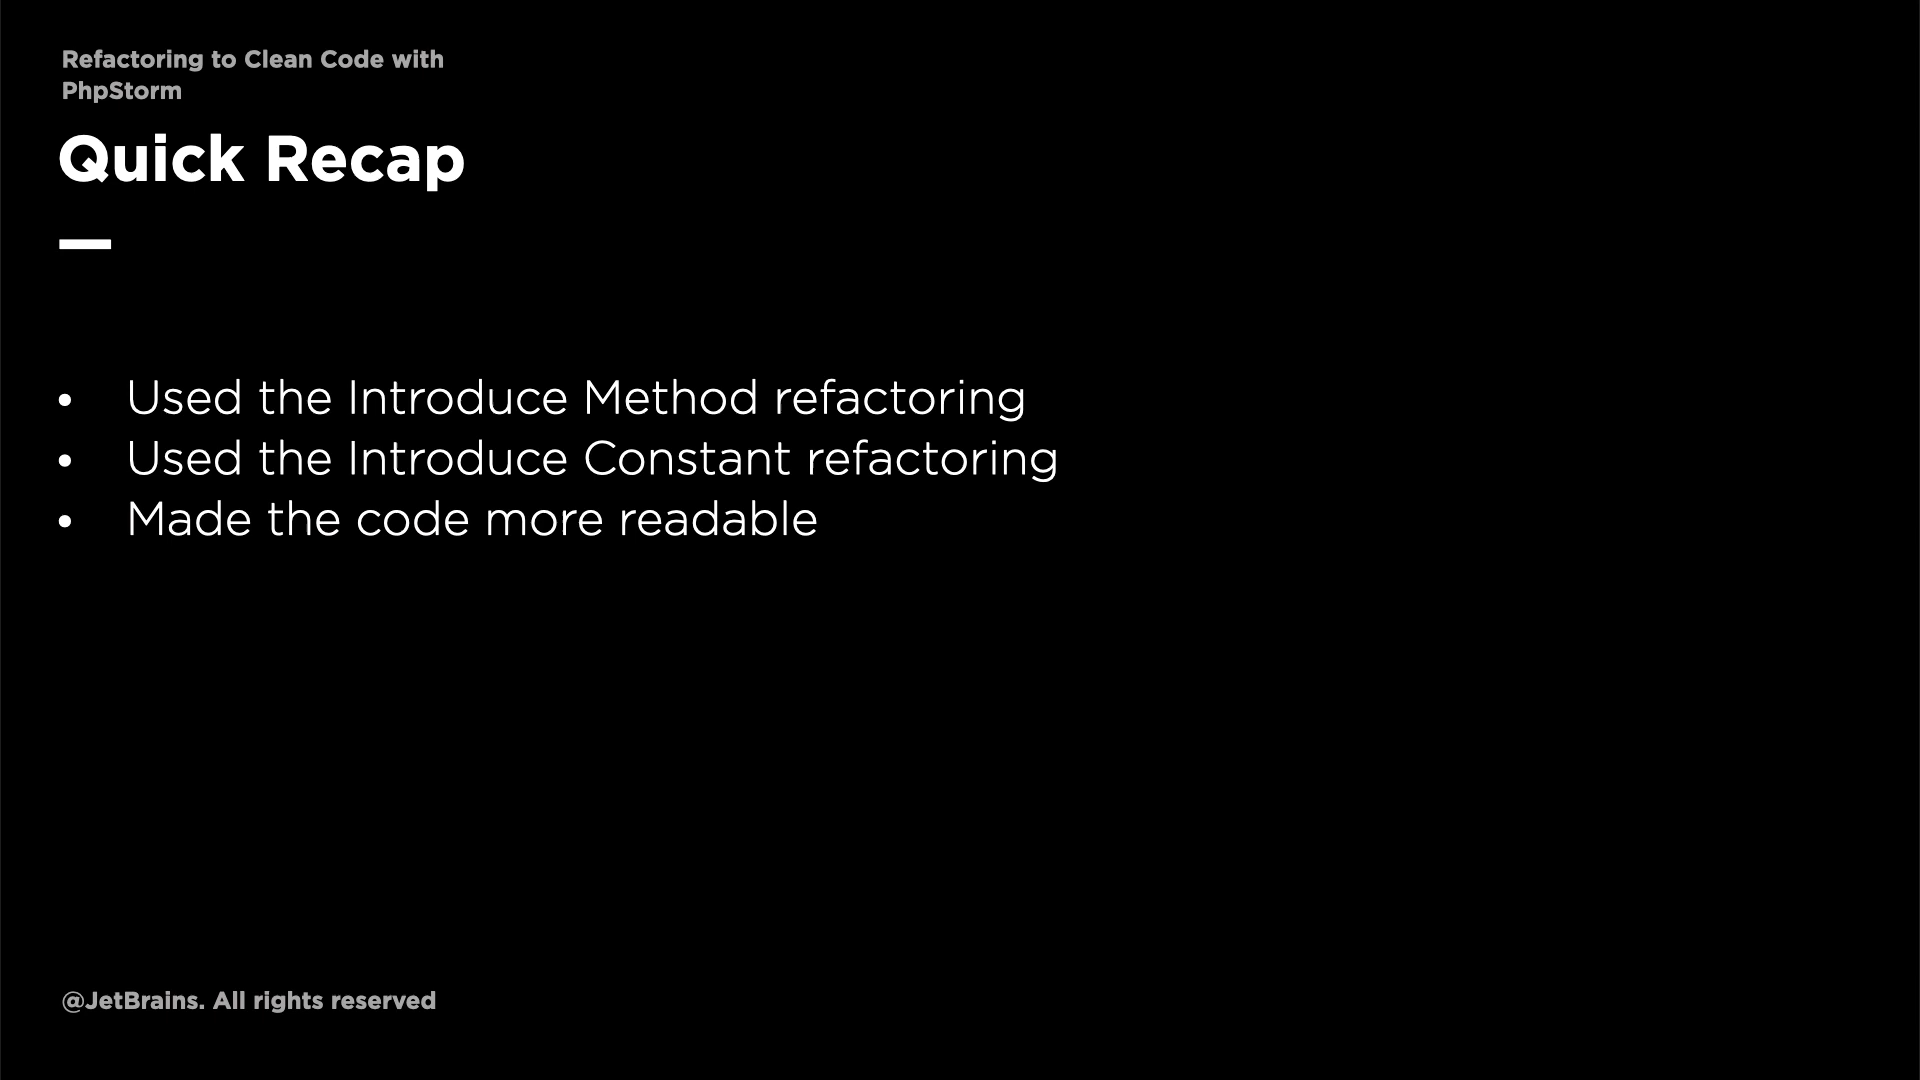 Refactoring to Clean Code with
PhpStorm
Quick Recap
• Used the Introduce Method refactoring
• Used the Introduce Constant refactoring
• Made the code more readable
@JetBrains. All rights reserved